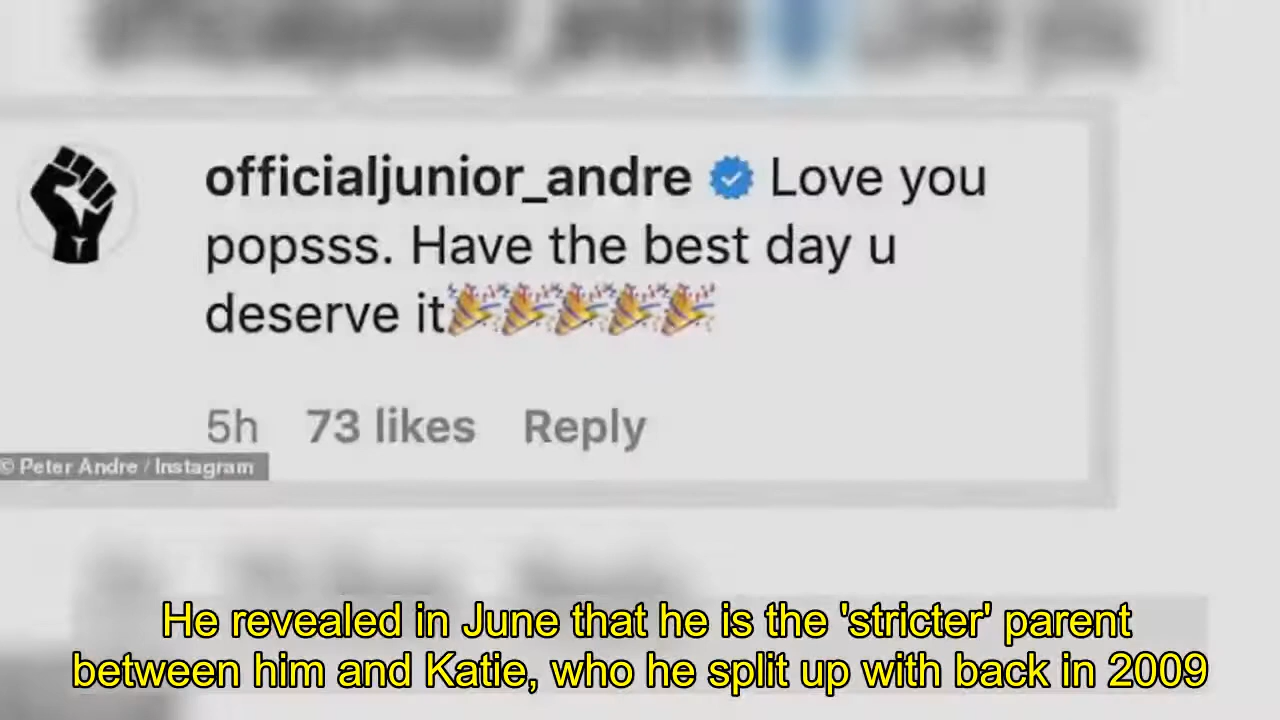 officialjunior_andre Love you
popsss. Have the best day u
deserve it🎉🎉🎉🎉🎉
5h 73 likes Reply
© Peter Andre / Instagram
He revealed in June that he is the 'stricter' parent
between him and Katie, who he split up with back in 2009